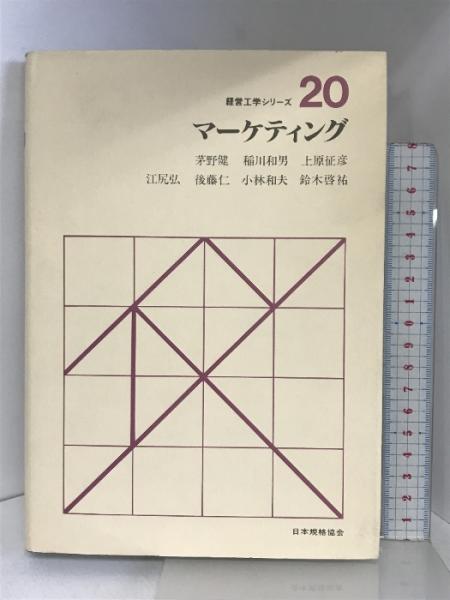 経営工学シリーズ 20
マーケティング
茅野健 稲川和男 上原征彦
江尻弘 後藤仁 小林和夫 鈴木啓祐
日本規格協会